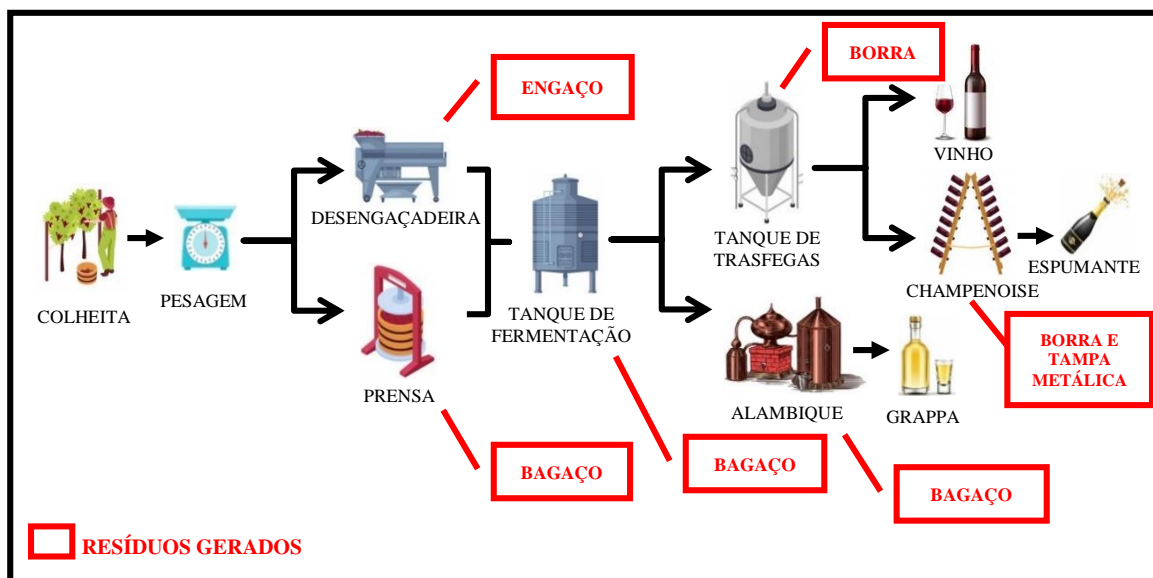 BORRA
ENGAÇO
VINHO
DESENGAÇADEIRA
TANQUE DE
TRASFEGAS
ESPUMANTE
CHAMPENOISE
PESAGEM
COLHEITA
TANQUE DE
FERMENTAÇÃO
BORRA E
TAMPA
METÁLICA
PRENSA
ALAMBIQUE
GRAPPA
BAGAÇO
BAGAÇO
BAGAÇO
RESÍDUOS GERADOS